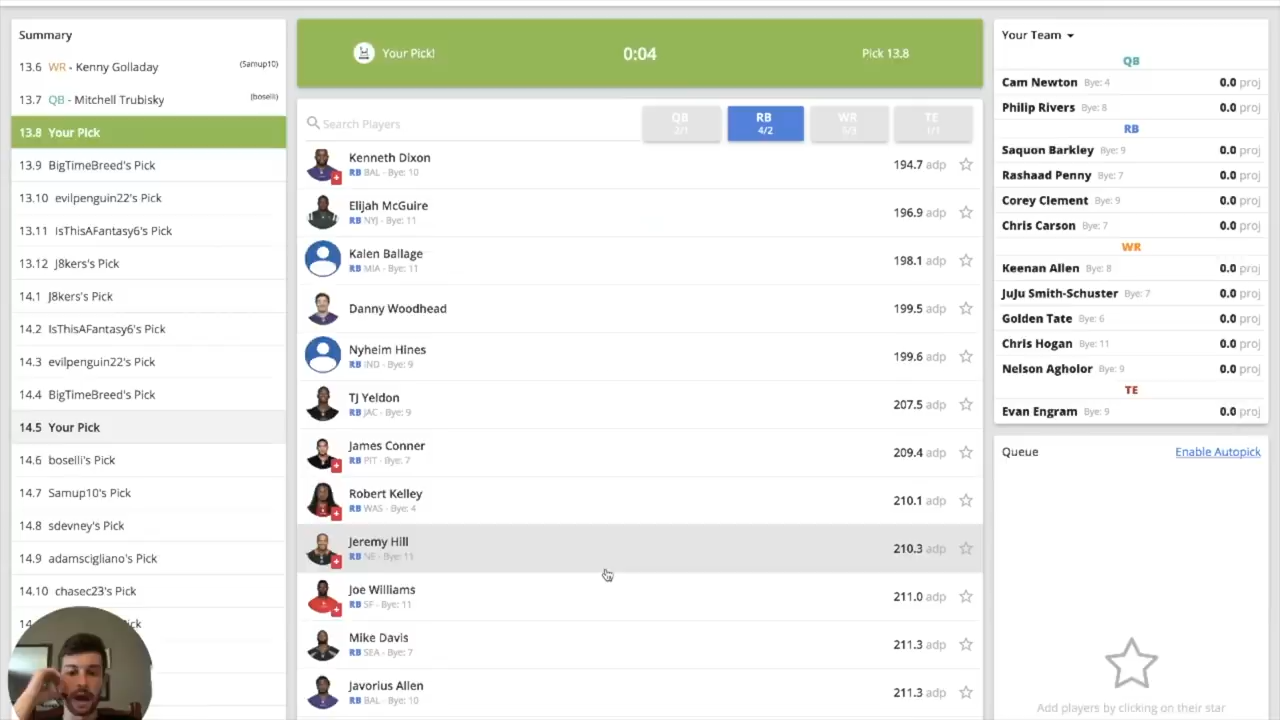 Summary
13.6 WR - Kenny Golladay (Samup10)
13.7 QB - Mitchell Trubisky (boselli)
13.8 Your Pick
13.9 BigTimeBreed's Pick
13.10 evilpenguin22's Pick
13.11 IsThisAFantasy6's Pick
13.12 J8kers's Pick
14.1 J8kers's Pick
14.2 IsThisAFantasy6's Pick
14.3 evilpenguin22's Pick
14.4 BigTimeBreed's Pick
14.5 Your Pick
14.6 boselli's Pick
14.7 Samup10's Pick
14.8 sdevney's Pick
14.9 adamscigliano's Pick
14.10 chasec23's Pick
Your Pick! 0:04 Pick 13.8
Search Players
QB 2/1
RB 4/2
WR 5/3
TE 1/1
Kenneth Dixon
RB BAL - Bye: 10
194.7 adp
Elijah McGuire
RB NYJ - Bye: 11
196.9 adp
Kalen Ballage
RB MIA - Bye: 11
198.1 adp
Danny Woodhead
199.5 adp
Nyheim Hines
RB IND - Bye: 9
199.6 adp
TJ Yeldon
RB JAC - Bye: 9
207.5 adp
James Conner
RB PIT - Bye: 7
209.4 adp
Robert Kelley
RB WAS - Bye: 4
210.1 adp
Jeremy Hill
RB NE - Bye: 11
210.3 adp
Joe Williams
RB SF - Bye: 11
211.0 adp
Mike Davis
RB SEA - Bye: 7
211.3 adp
Javorius Allen
RB BAL - Bye: 10
211.3 adp
Your Team
QB
Cam Newton Bye: 4 0.0 proj
Philip Rivers Bye: 8 0.0 proj
RB
Saquon Barkley Bye: 9 0.0 proj
Rashaad Penny Bye: 7 0.0 proj
Corey Clement Bye: 9 0.0 proj
Chris Carson Bye: 7 0.0 proj
WR
Keenan Allen Bye: 8 0.0 proj
JuJu Smith-Schuster Bye: 7 0.0 proj
Golden Tate Bye: 6 0.0 proj
Chris Hogan Bye: 11 0.0 proj
Nelson Agholor Bye: 9 0.0 proj
TE
Evan Engram Bye: 9 0.0 proj
Queue Enable Autopick
Add players by clicking on their star